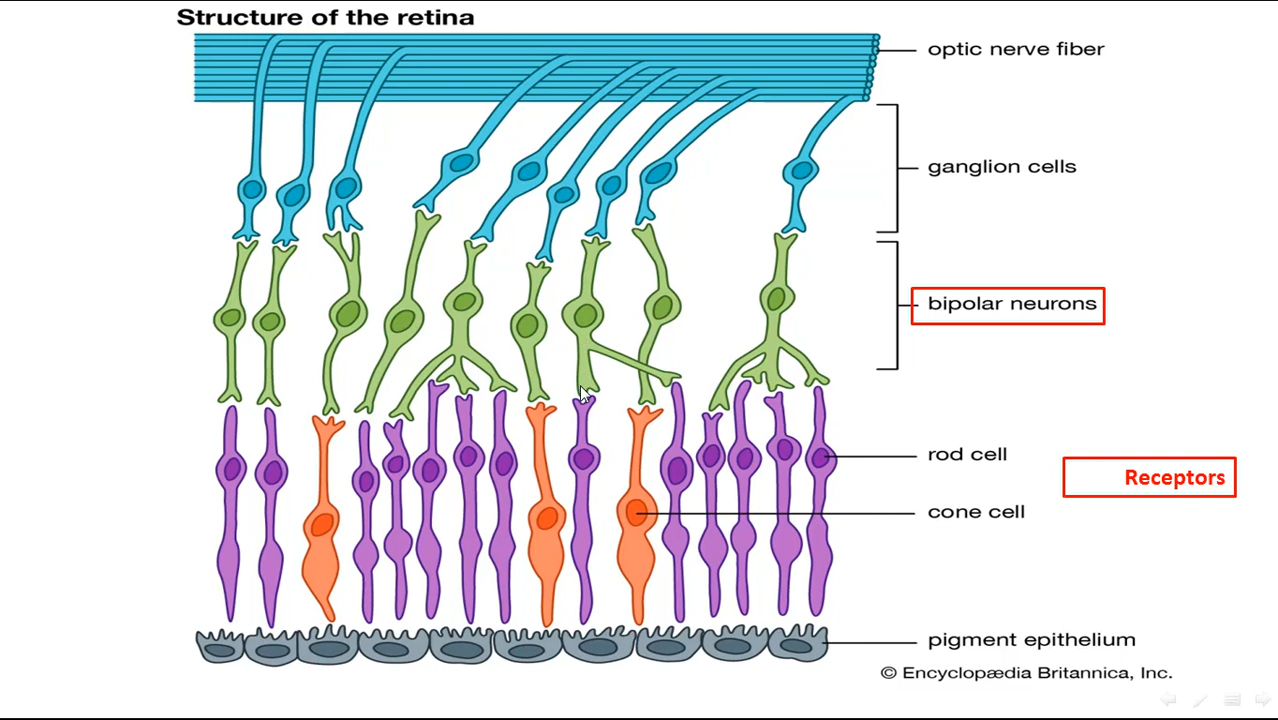 Structure of the retina
optic nerve fiber
ganglion cells
bipolar neurons
rod cell
Receptors
cone cell
pigment epithelium
© Encyclopædia Britannica, Inc.